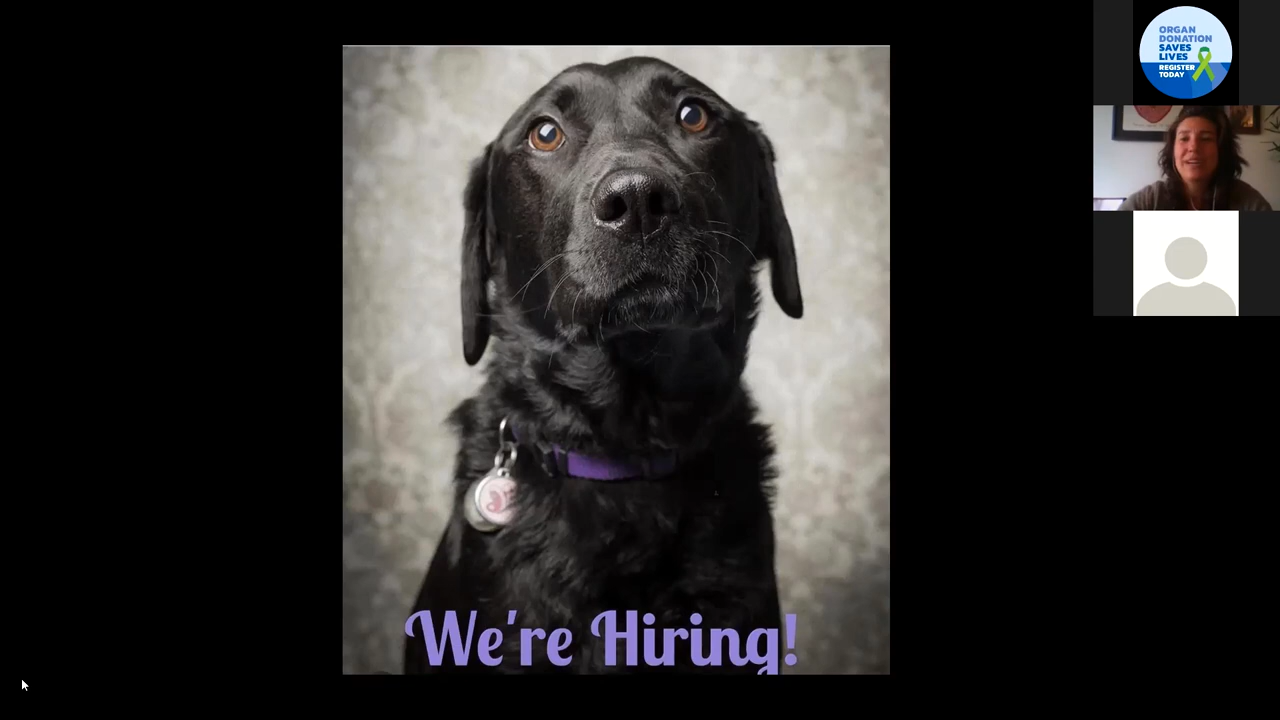 We're Hiring!
ORGAN
DONATION
SAVES
LIVES
REGISTER
TODAY